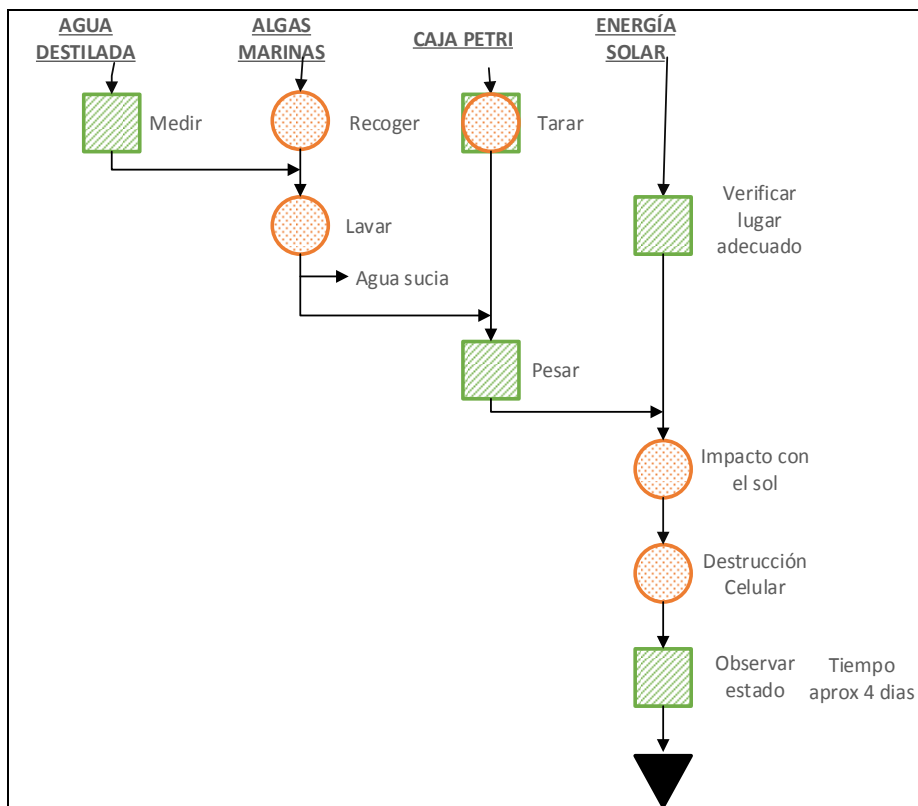 AGUA
DESTILADA
ALGAS
MARINAS
CAJA PETRI
ENERGÍA
SOLAR
Medir
Recoger
Tarar
Verificar
lugar
adecuado
Lavar
Agua sucia
Pesar
Impacto con
el sol
Destrucción
Celular
Observar
estado
Tiempo
aprox 4 dias